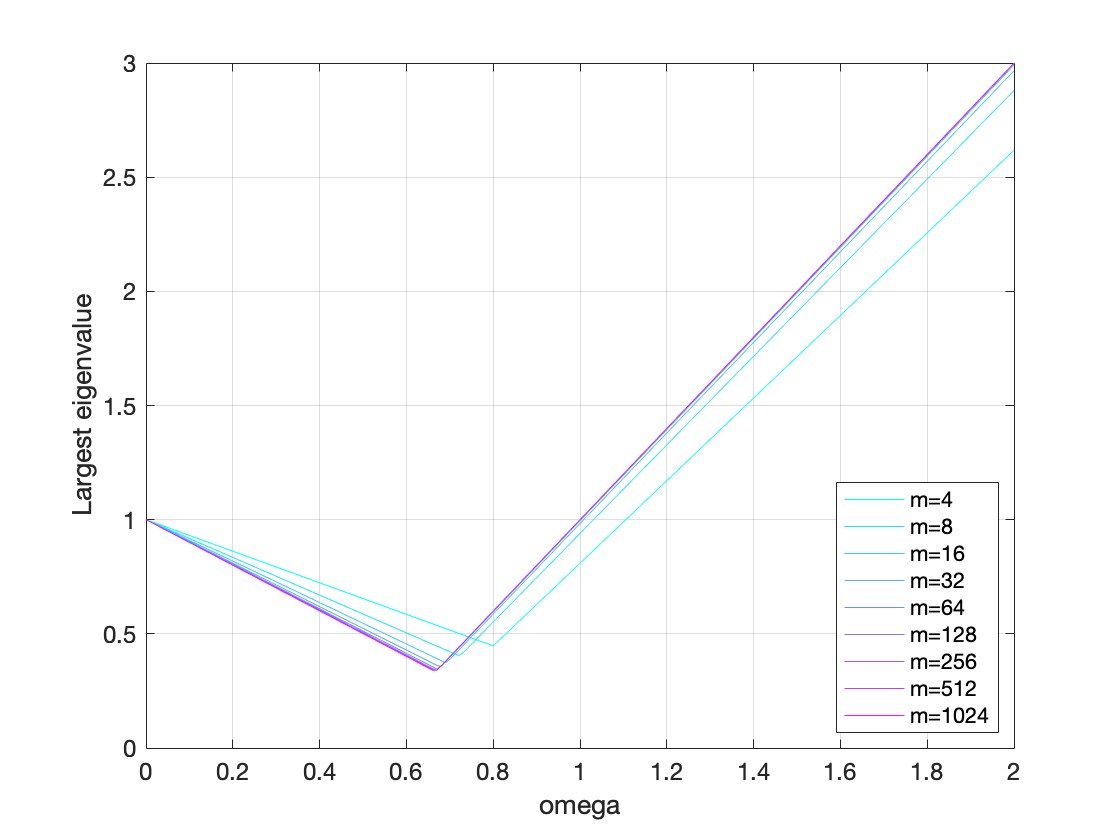 3
2.5
2
1.5
1
0.5
0
Largest eigenvalue
m=4
m=8
m=16
m=32
m=64
m=128
m=256
m=512
m=1024
0 0.2 0.4 0.6 0.8 1 1.2 1.4 1.6 1.8 2
omega